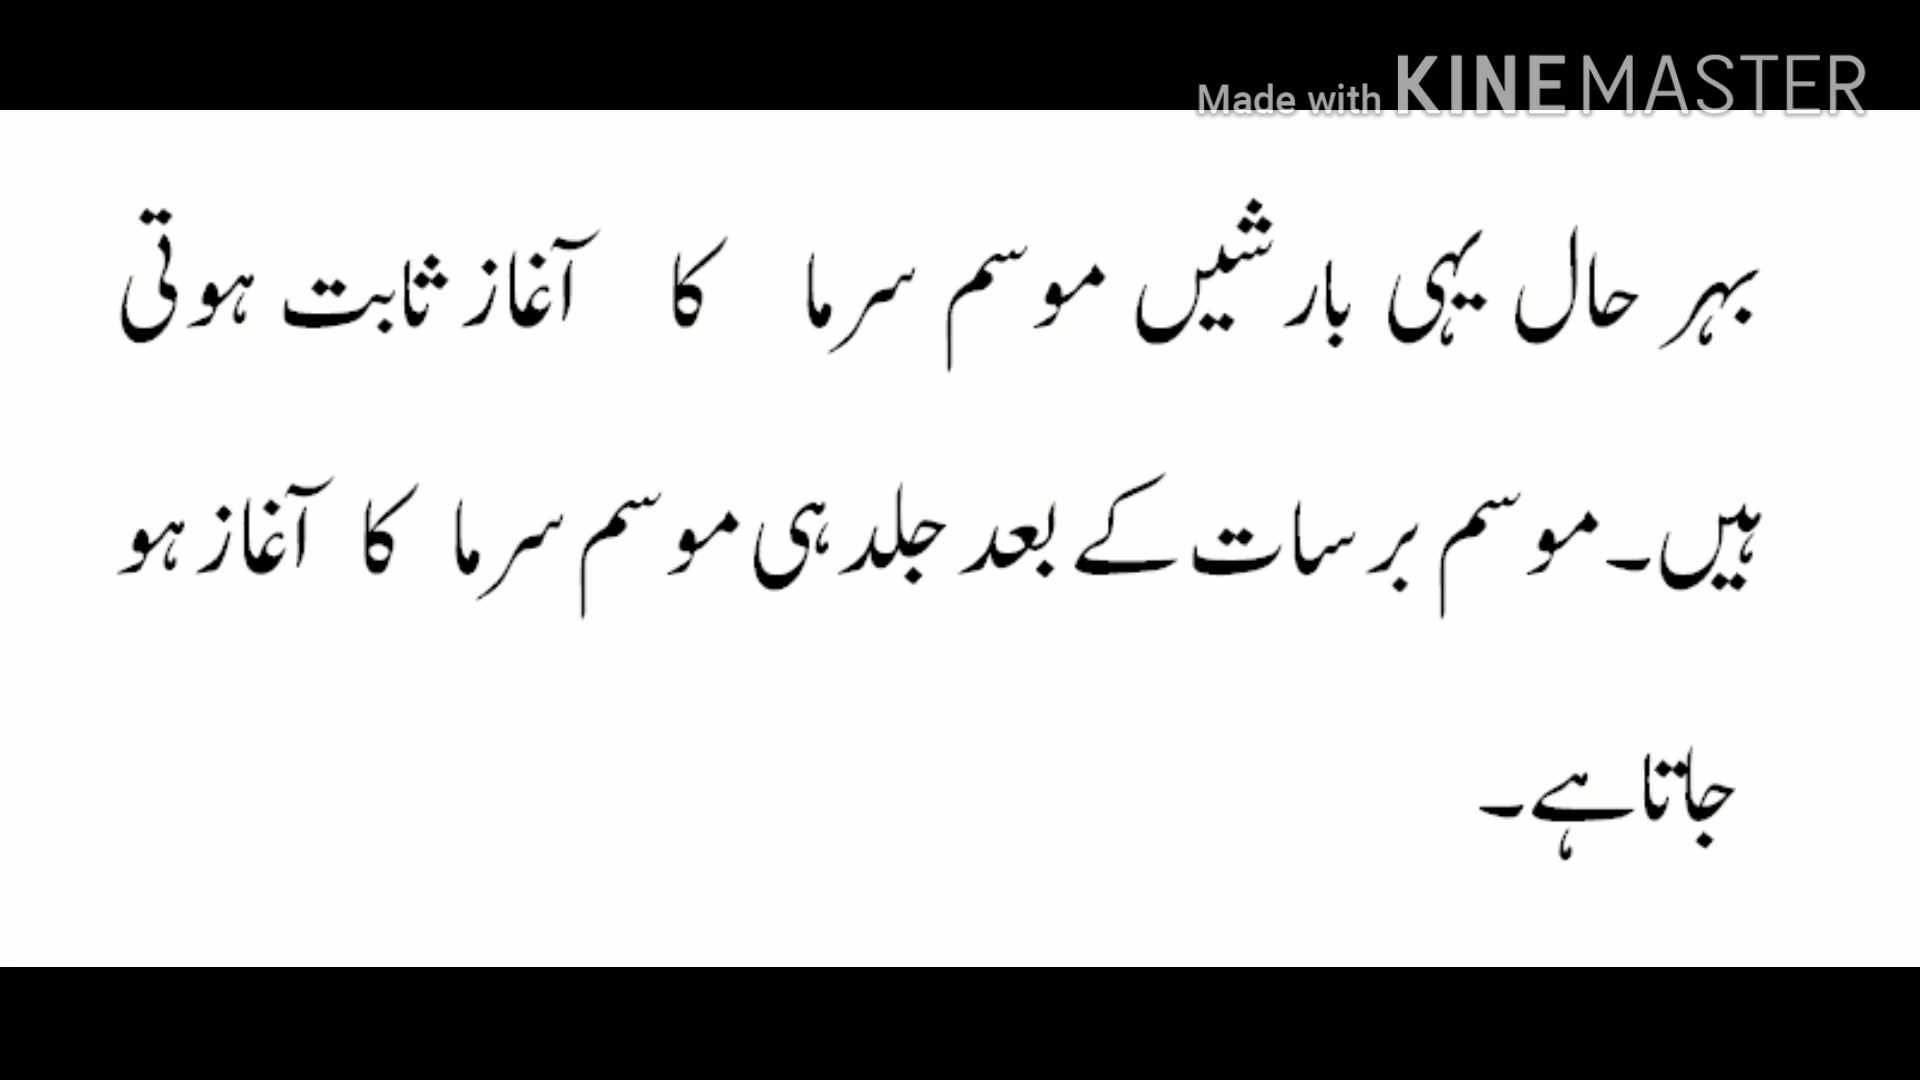 Made with KINEMASTER
بہر حال یہی بارشیں موسم سرما کا آغاز ثابت ہوتی
ہیں۔ موسم برسات کے بعد جلد ہی موسم سرما کا آغاز ہو
جاتا ہے۔